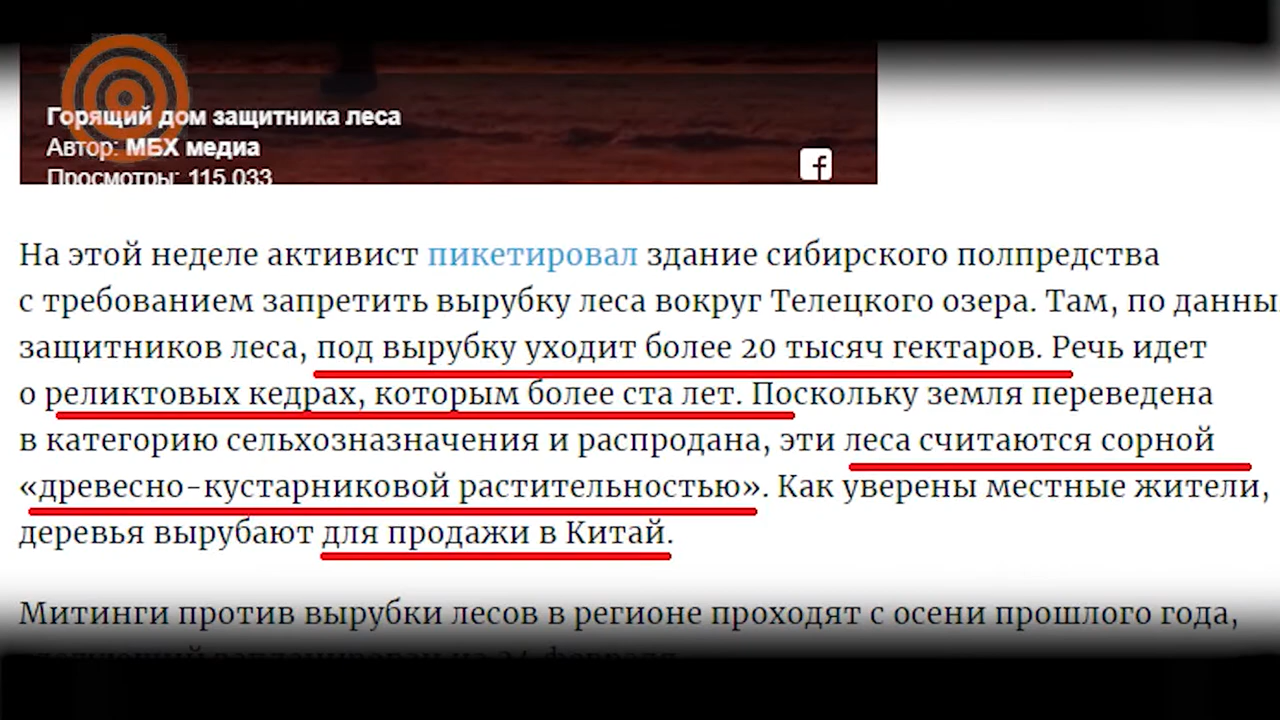 Горящий дом защитника леса
Автор: МБХ медиа
Просмотры: 115,033
На этой неделе активист пикетировал здание сибирского полпредства
с требованием запретить вырубку леса вокруг Телецкого озера. Там, по данны
защитников леса, под вырубку уходит более 20 тысяч гектаров. Речь идет
о реликтовых кедрах, которым более ста лет. Поскольку земля переведена
в категорию сельхозназначения и распродана, эти леса считаются сорной
«древесно-кустарниковой растительностью». Как уверены местные жители,
деревья вырубают для продажи в Китай.
Митинги против вырубки лесов в регионе проходят с осени прошлого года,